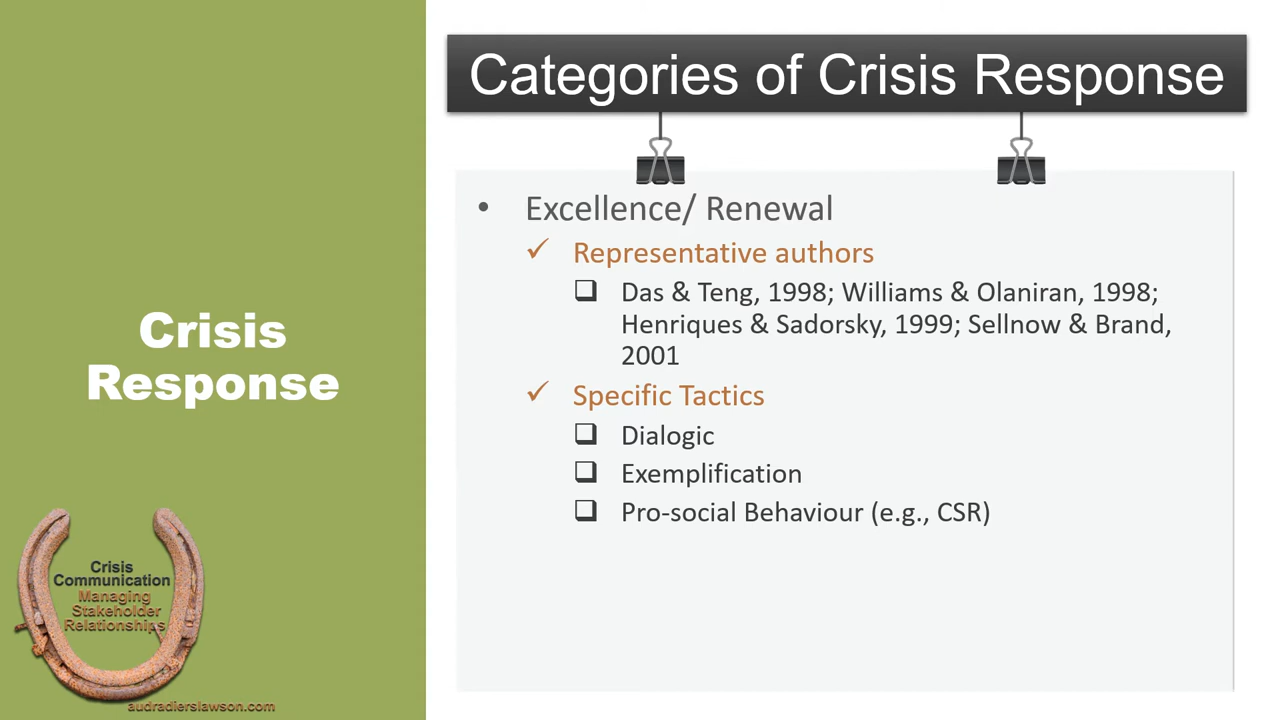 Categories of Crisis Response
Crisis
Response
• Excellence/ Renewal
✓ Representative authors
❑ Das & Teng, 1998; Williams & Olaniran, 1998;
Henriques & Sadorsky, 1999; Sellnow & Brand,
2001
✓ Specific Tactics
❑ Dialogic
❑ Exemplification
❑ Pro-social Behaviour (e.g., CSR)
Crisis
Communication
Managing
Stakeholder
Relationships
audradierslawson.com